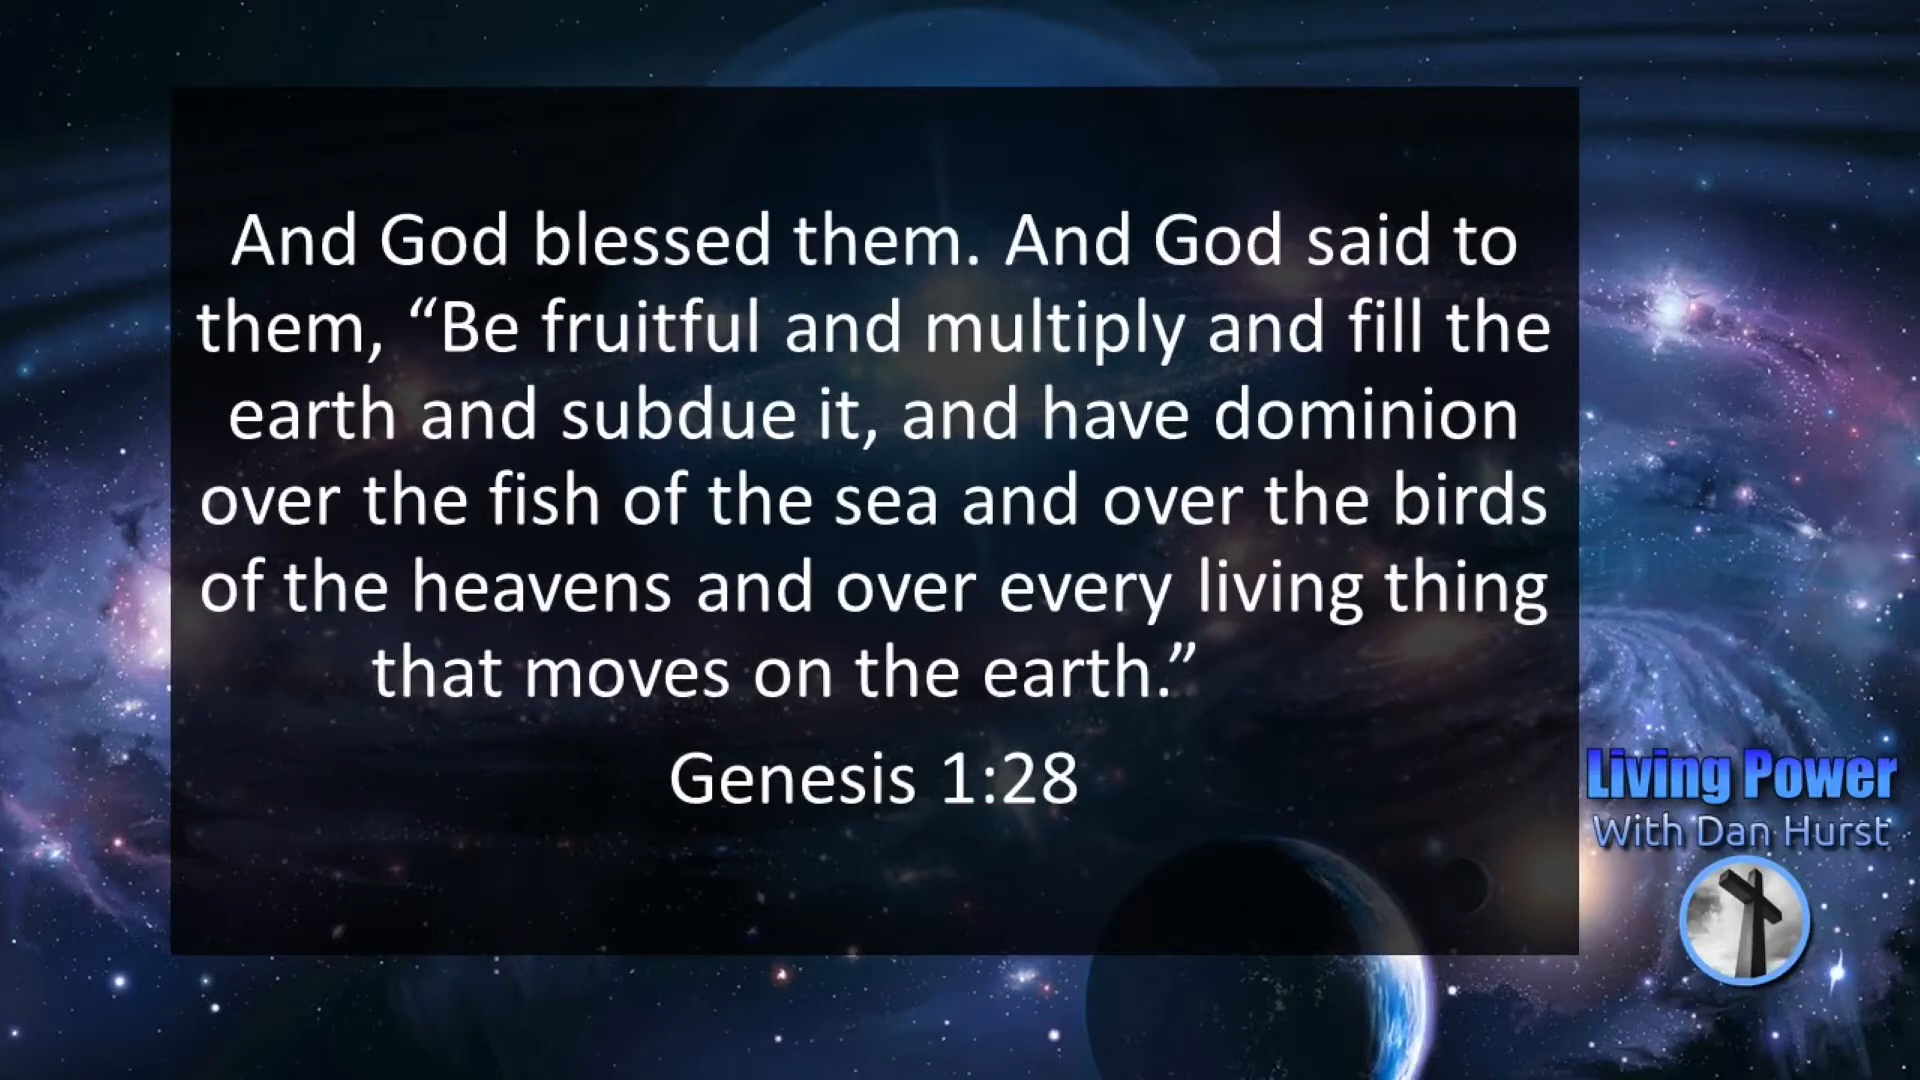 And God blessed them. And God said to
them, “Be fruitful and multiply and fill the
earth and subdue it, and have dominion
over the fish of the sea and over the birds
of the heavens and over every living thing
that moves on the earth.”
Genesis 1:28
Living Power
With Dan Hurst